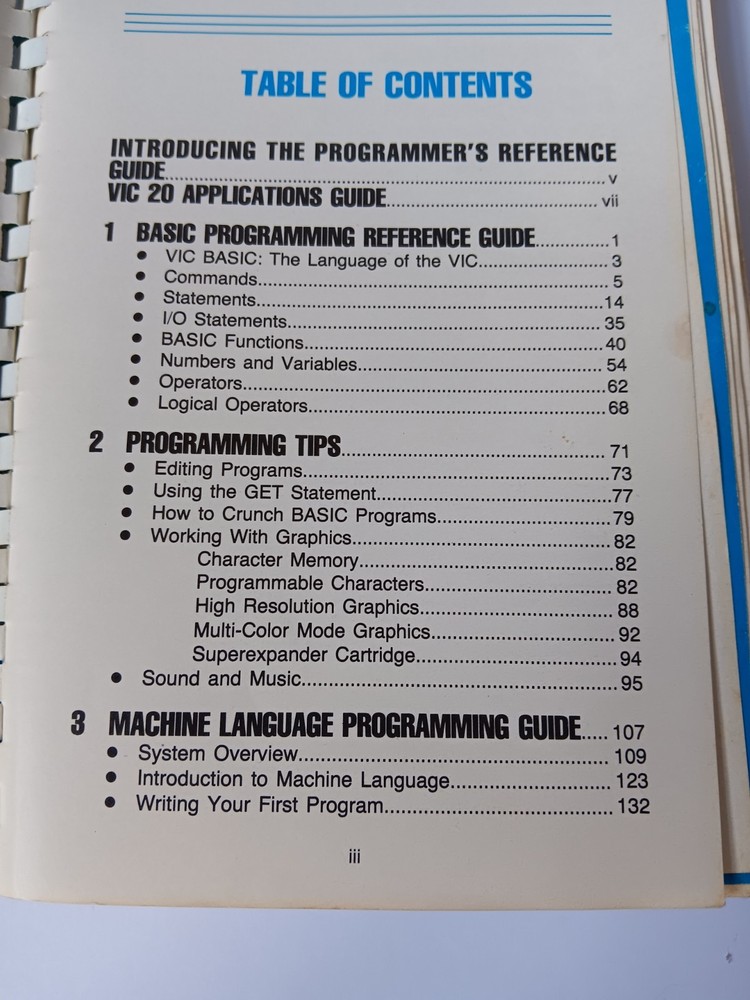 TABLE OF CONTENTS
INTRODUCING THE PROGRAMMER'S REFERENCE
GUIDE..........v
VIC 20 APPLICATIONS GUIDE..........vii
1 BASIC PROGRAMMING REFERENCE GUIDE..........1
• VIC BASIC: The Language of the VIC..........3
• Commands..........5
• Statements..........14
• I/O Statements..........35
• BASIC Functions..........40
• Numbers and Variables..........54
• Operators..........62
• Logical Operators..........68
2 PROGRAMMING TIPS..........71
• Editing Programs..........73
• Using the GET Statement..........77
• How to Crunch BASIC Programs..........79
• Working With Graphics..........82
Character Memory..........82
Programmable Characters..........82
High Resolution Graphics..........88
Multi-Color Mode Graphics..........92
Superexpander Cartridge..........94
• Sound and Music..........95
3 MACHINE LANGUAGE PROGRAMMING GUIDE.....107
• System Overview..........109
• Introduction to Machine Language..........123
• Writing Your First Program..........132
iii